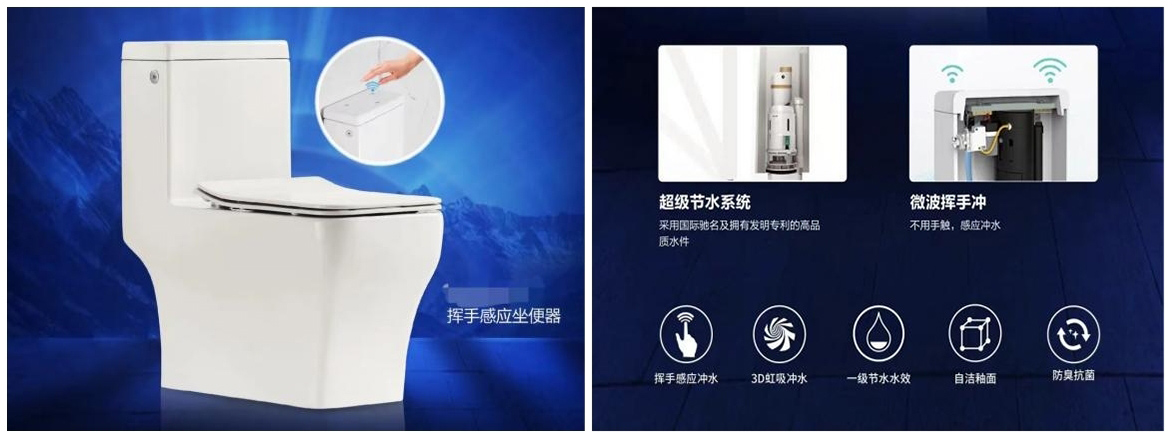 挥手感应坐便器
超级节水系统
采用国际驰名及拥有发明专利的高品
质水件
微波挥手冲
不用手触，感应冲水
挥手感应冲水
3D虹吸冲水
一级节水水效
自洁釉面
防臭抗菌